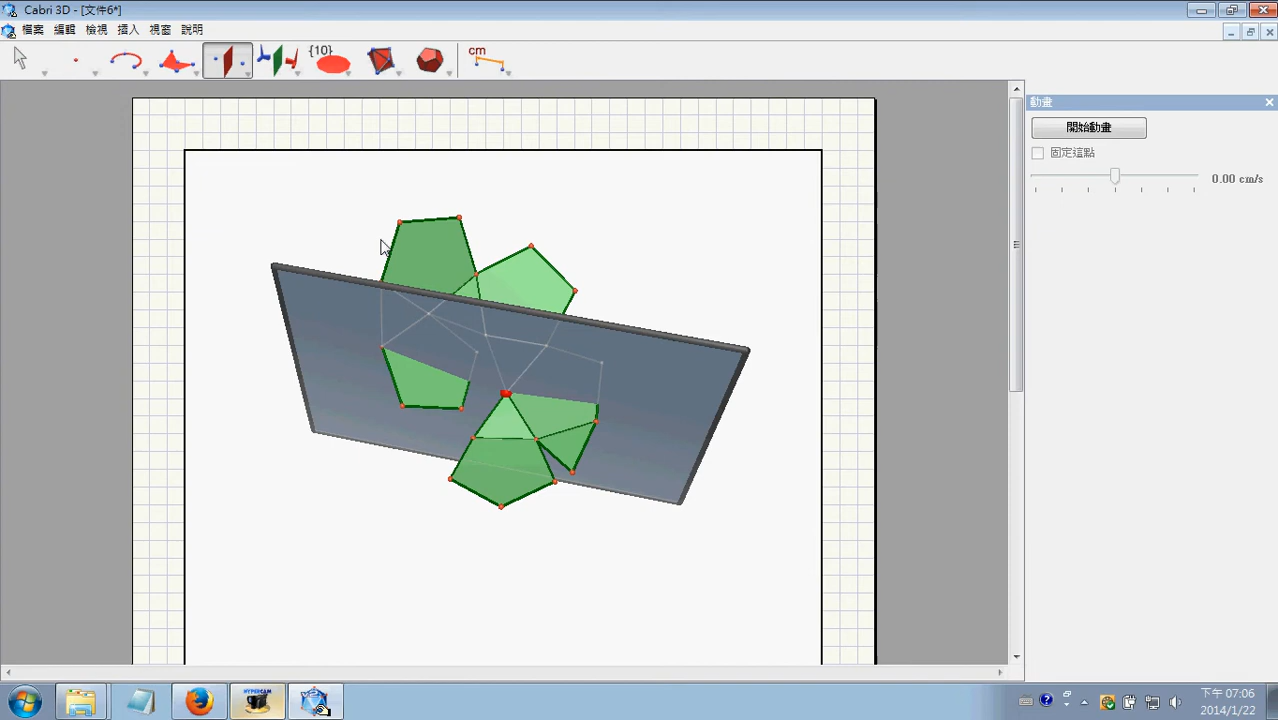 Cabri 3D - [文件6*]
檔案 編輯 檢視 插入 視窗 說明
{10}
cm
動畫
開始動畫
固定這點
0.00 cm/s
HYPERCAM
下午 07:06
2014/1/22